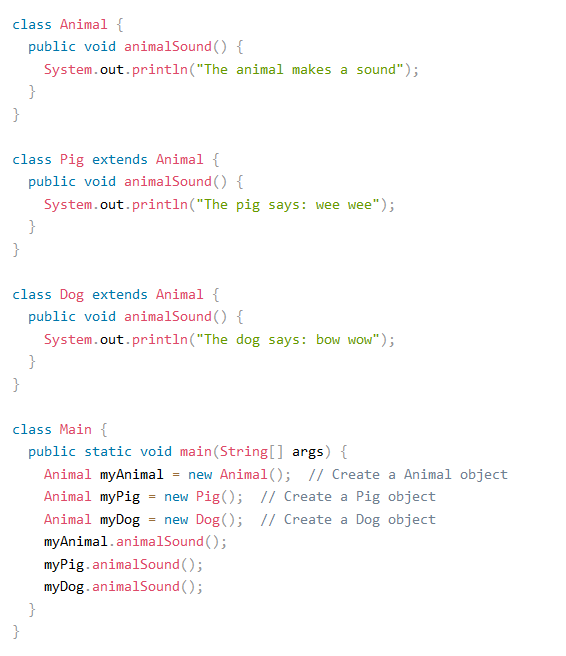 class Animal {
  public void animalSound() {
    System.out.println("The animal makes a sound");
  }
}

class Pig extends Animal {
  public void animalSound() {
    System.out.println("The pig says: wee wee");
  }
}

class Dog extends Animal {
  public void animalSound() {
    System.out.println("The dog says: bow wow");
  }
}

class Main {
  public static void main(String[] args) {
    Animal myAnimal = new Animal();  // Create a Animal object
    Animal myPig = new Pig();  // Create a Pig object
    Animal myDog = new Dog();  // Create a Dog object
    myAnimal.animalSound();
    myPig.animalSound();
    myDog.animalSound();
  }
}